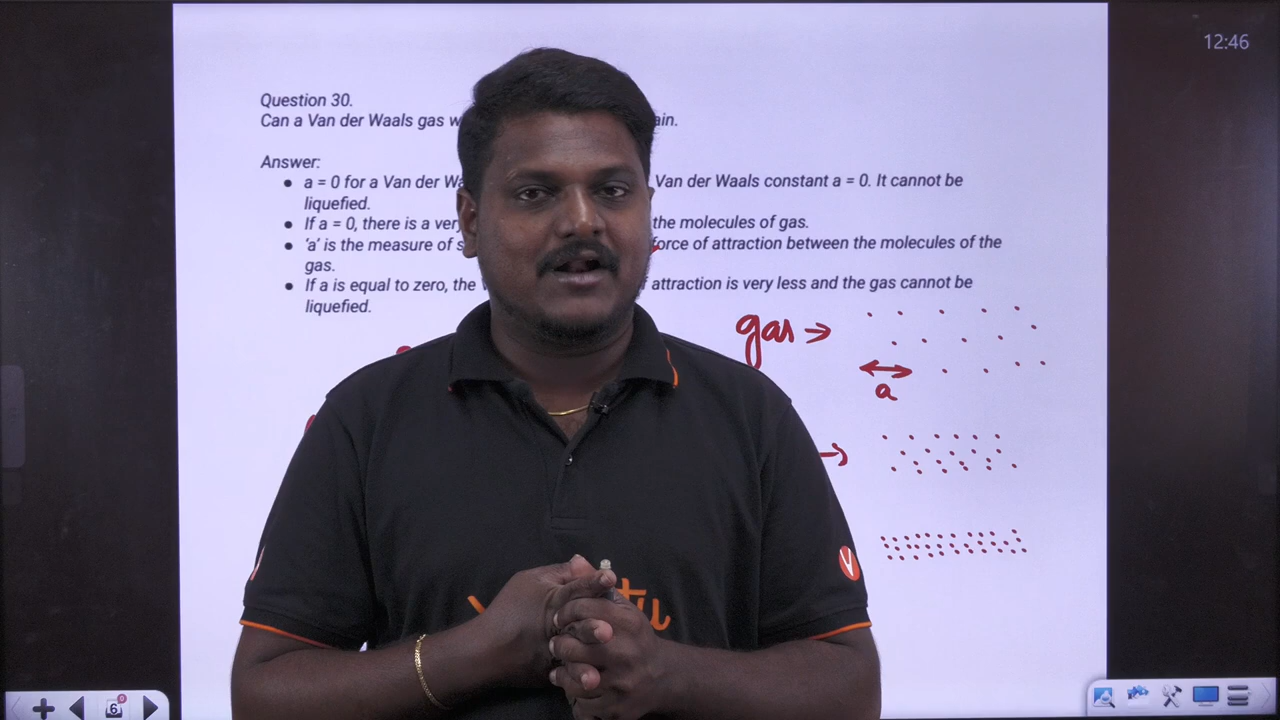 12:46
Question 30.
Can a Van der Waals gas
Answer:
a = 0 for a Van der Van der Waals constant a = 0. It cannot be
liquefied.
If a = 0, there is a the molecules of gas.
‘a’ is the measure of force of attraction between the molecules of the
gas.
If a is equal to zero, the attraction is very less and the gas cannot be
liquefied.
gas →
a
→
V
6